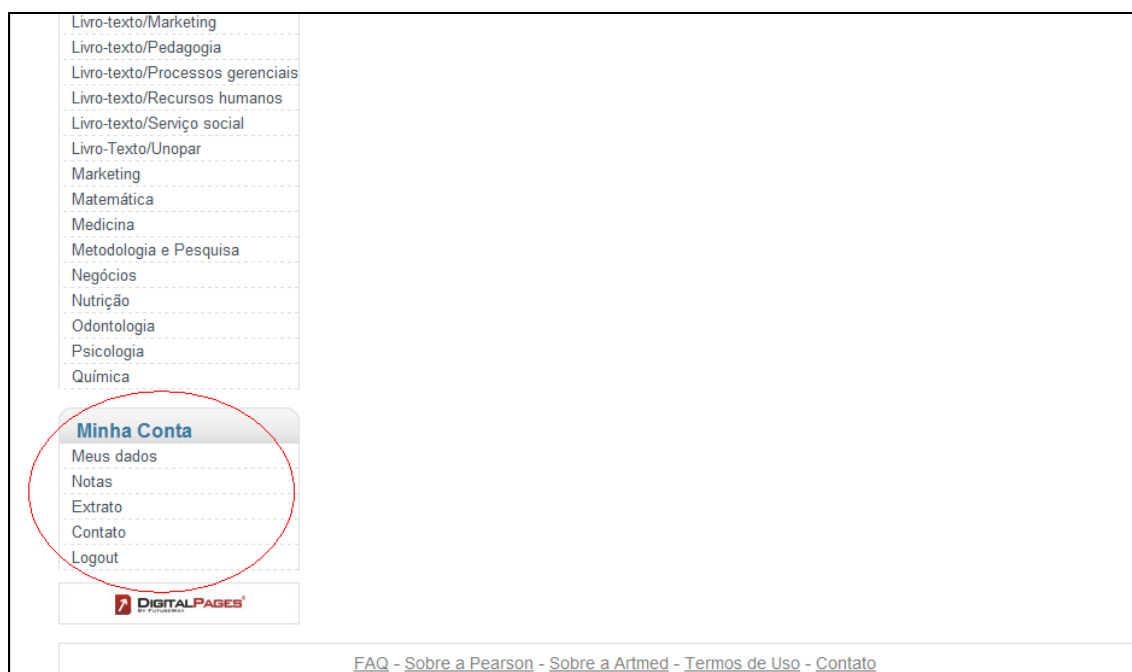 Livro-texto/Marketing
Livro-texto/Pedagogia
Livro-texto/Processos gerenciais
Livro-texto/Recursos humanos
Livro-texto/Serviço social
Livro-Texto/Unopar
Marketing
Matemática
Medicina
Metodologia e Pesquisa
Negócios
Nutrição
Odontologia
Psicologia
Química
Minha Conta
Meus dados
Notas
Extrato
Contato
Logout
DIGITALPAGES
BY FUTUREWAY
FAQ - Sobre a Pearson - Sobre a Artmed - Termos de Uso - Contato